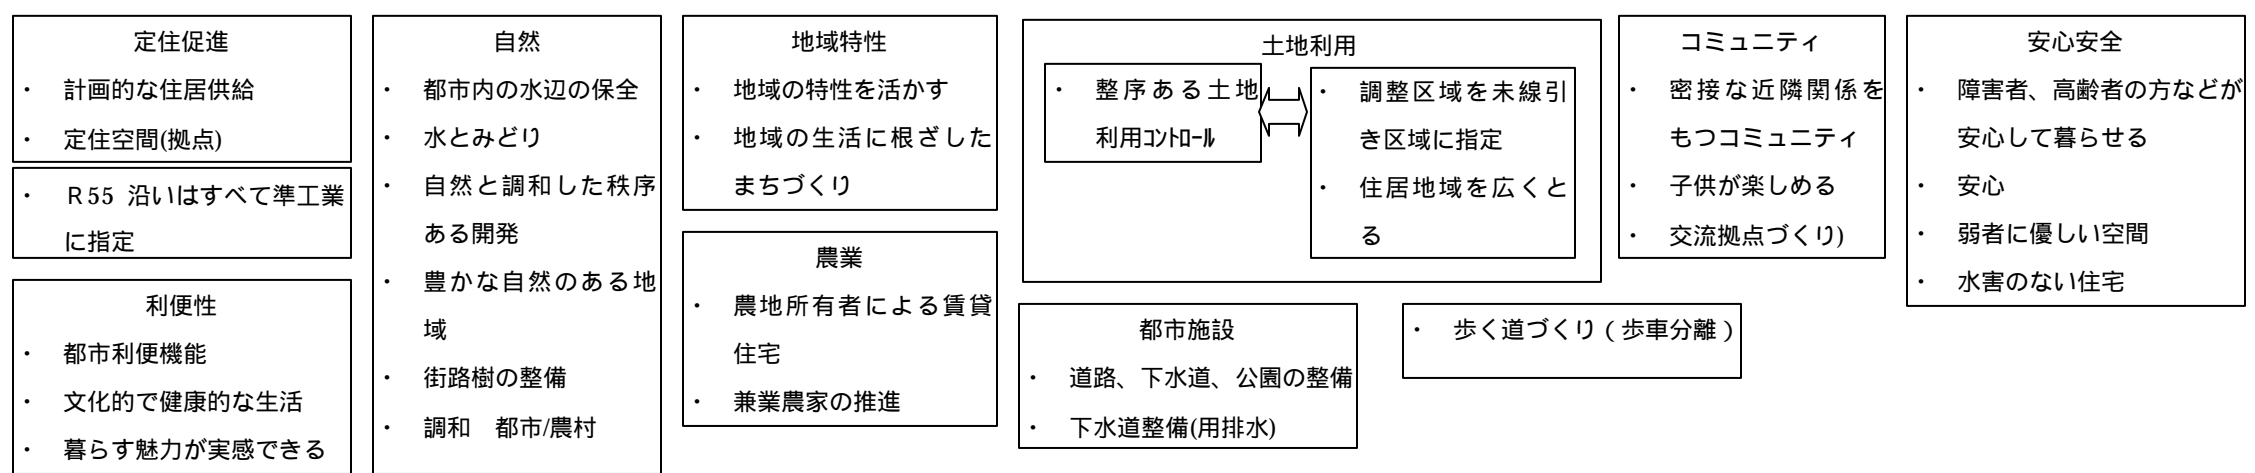 定住促進
・ 計画的な住居供給
・ 定住空間(拠点)
・ Ｒ55 沿いはすべて準工業
に指定
利便性
・ 都市利便機能
・ 文化的で健康的な生活
・ 暮らす魅力が実感できる
自然
・ 都市内の水辺の保全
・ 水とみどり
・ 自然と調和した秩序
ある開発
・ 豊かな自然のある地
域
・ 街路樹の整備
・ 調和　都市/農村
地域特性
・ 地域の特性を活かす
・ 地域の生活に根ざした
まちづくり
農業
・ 農地所有者による賃貸
住宅
・ 兼業農家の推進
土地利用
・ 整序ある土地
利用ｺﾝﾄﾛｰﾙ
・ 調整区域を未線引
き区域に指定
・ 住居地域を広くと
る
都市施設
・ 道路、下水道、公園の整備
・ 下水道整備(用排水)
・ 歩く道づくり（歩車分離）
コミュニティ
・ 密接な近隣関係を
もつコミュニティ
・ 子供が楽しめる
・ 交流拠点づくり)
安心安全
・ 障害者、高齢者の方などが
安心して暮らせる
・ 安心
・ 弱者に優しい空間
・ 水害のない住宅